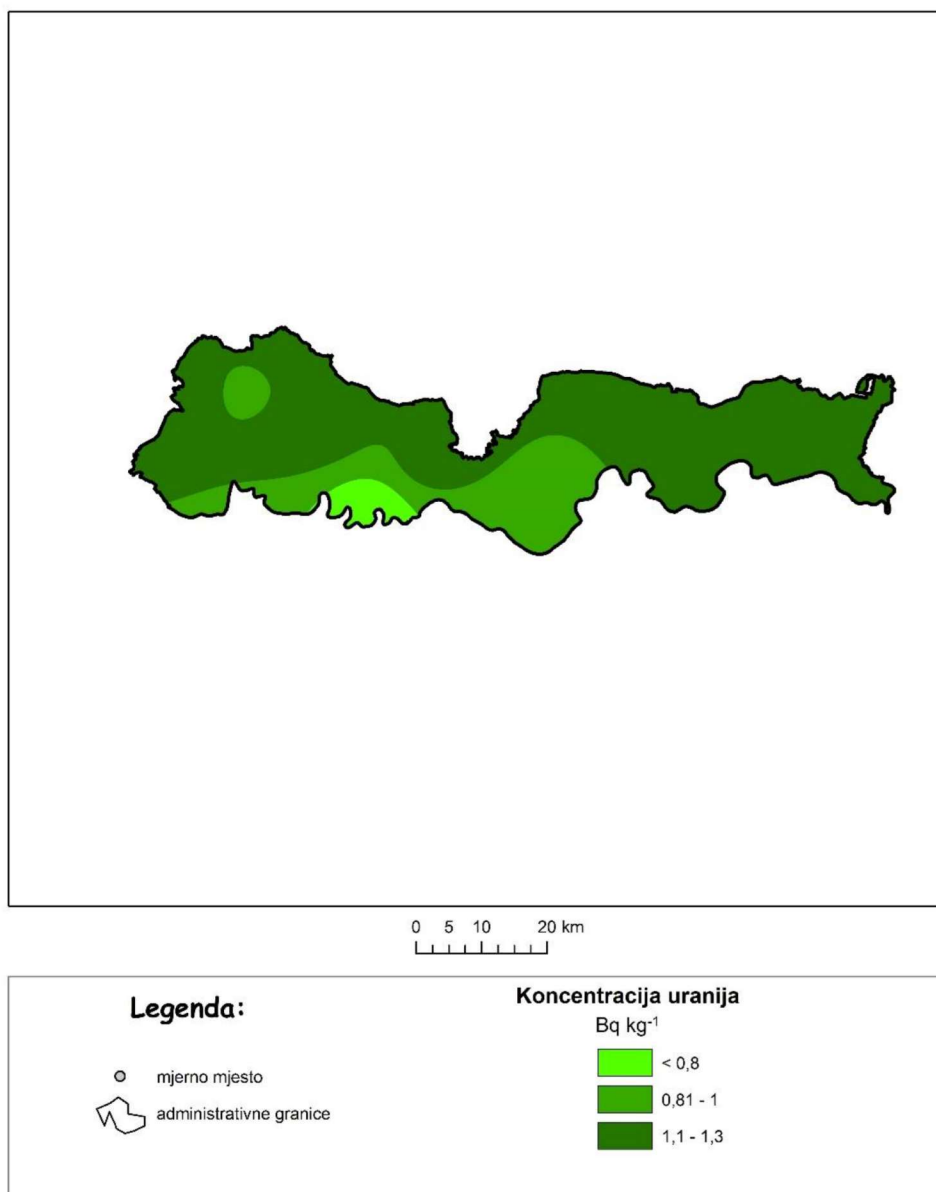 0 5 10 20 km
Legenda:
mjerno mjesto
administrativne granice
Koncentracija uranija
Bq kg⁻¹
< 0,8
0,81 - 1
1,1 - 1,3